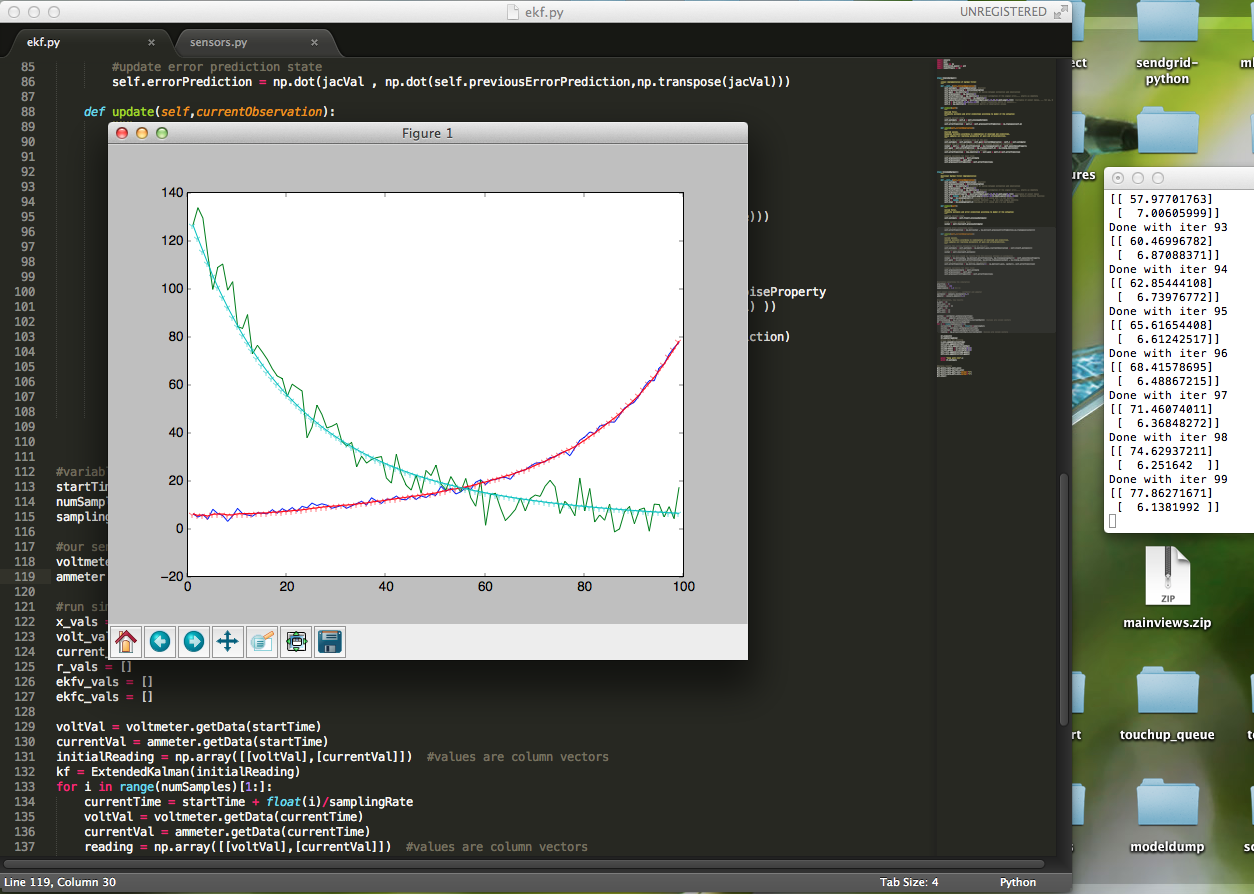 ekf.py
UNREGISTERED
ekf.py ×
sensors.py ×
85 #update error prediction state
86 self.errorPrediction = np.dot(jacVal , np.dot(self.previousErrorPrediction,np.transpose(jacVal)))
87
88 def update(self,currentObservation):
89
90
91
92
93
94
95 )))
96
97
98
99
100 iseProperty
101 ) ))
102
103 ction)
104
105
106
107
108
109
110
111
112 #variabl
113 startTim
114 numSampl
115 sampling
116
117 #our sen
118 voltmete
119 ammeter
120
121 #run sim
122 x_vals =
123 volt_val
124 current_
125 r_vals = []
126 ekfv_vals = []
127 ekfc_vals = []
128
129 voltVal = voltmeter.getData(startTime)
130 currentVal = ammeter.getData(startTime)
131 initialReading = np.array([[voltVal],[currentVal]]) #values are column vectors
132 kf = ExtendedKalman(initialReading)
133 for i in range(numSamples)[1:]:
134 currentTime = startTime + float(i)/samplingRate
135 voltVal = voltmeter.getData(currentTime)
136 currentVal = ammeter.getData(currentTime)
137 reading = np.array([[voltVal],[currentVal]]) #values are column vectors
Line 119, Column 30
Tab Size: 4
Python
Figure 1
140
120
100
80
60
40
20
0
−20
0 20 40 60 80 100
[[ 57.97701763]
[ 7.00605999]]
Done with iter 93
[[ 60.46996782]
[ 6.87088371]]
Done with iter 94
[[ 62.85444108]
[ 6.73976772]]
Done with iter 95
[[ 65.61654408]
[ 6.61242517]]
Done with iter 96
[[ 68.41578695]
[ 6.48867215]]
Done with iter 97
[[ 71.46074011]
[ 6.36848272]]
Done with iter 98
[[ 74.62937211]
[ 6.251642 ]]
Done with iter 99
[[ 77.86271671]
[ 6.1381992 ]]
ect
sendgrid-
python
ml
ures
ZIP
mainviews.zip
rt
touchup_queue
to
modeldump
sc